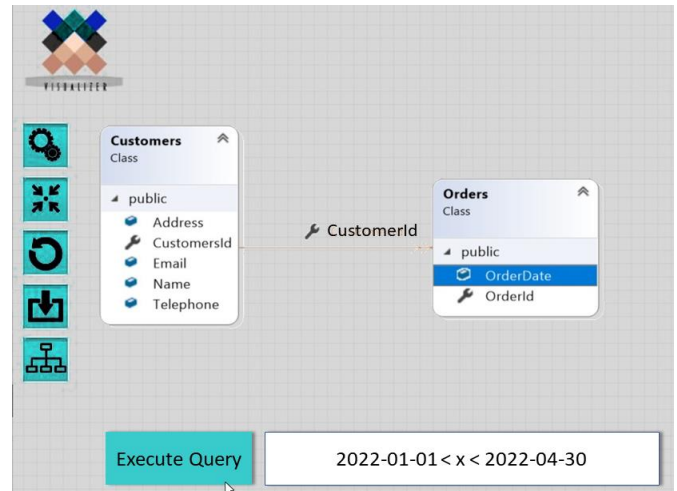 VISUALIZER
Customers
Class
public
Address
CustomersId
Email
Name
Telephone
CustomerId
Orders
Class
public
OrderDate
OrderId
Execute Query
2022-01-01 < x < 2022-04-30